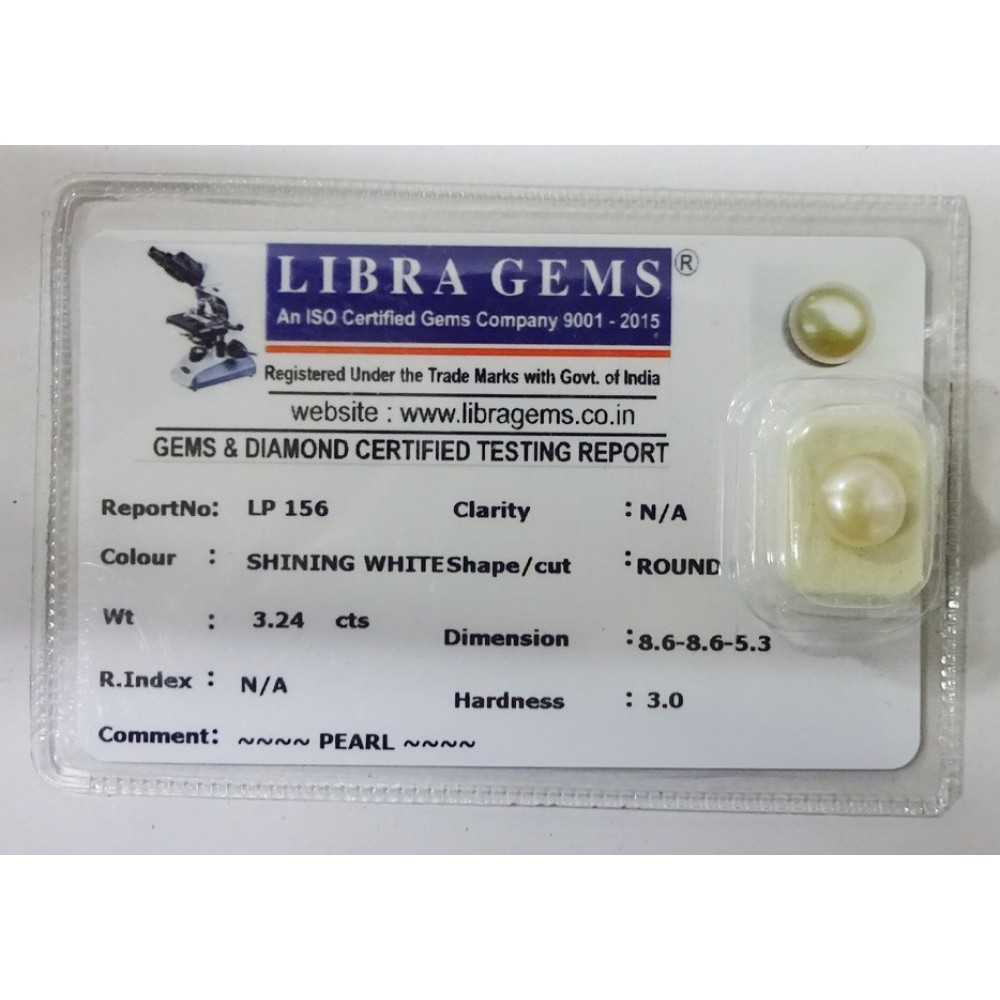 LIBRA GEMS ®
An ISO Certified Gems Company 9001 - 2015
Registered Under the Trade Marks with Govt. of India
website : www.libragems.co.in
GEMS & DIAMOND CERTIFIED TESTING REPORT
ReportNo: LP 156 Clarity : N/A
Colour : SHINING WHITE Shape/cut : ROUND
Wt : 3.24 cts Dimension : 8.6-8.6-5.3
R.Index : N/A Hardness : 3.0
Comment: ~~~~ PEARL ~~~~